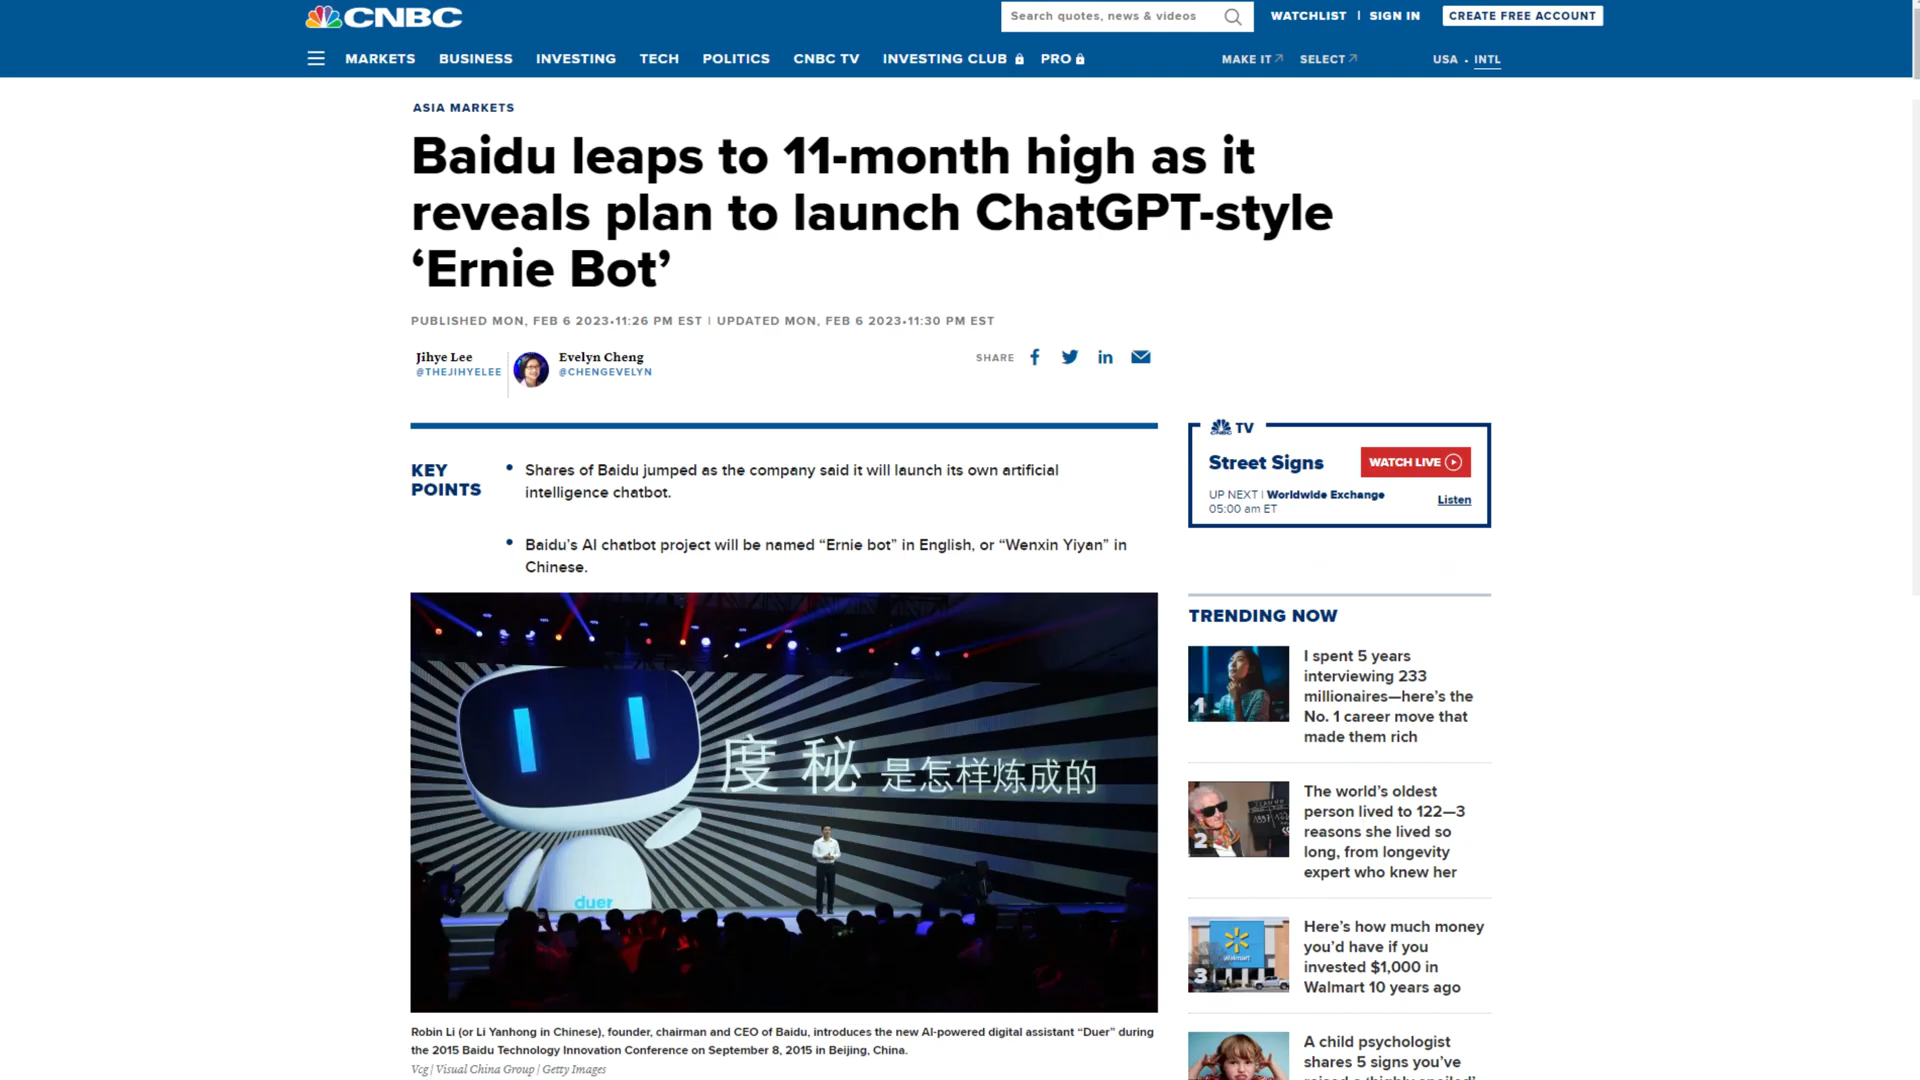 CNBC
Search quotes, news & videos
WATCHLIST | SIGN IN
CREATE FREE ACCOUNT
MARKETS BUSINESS INVESTING TECH POLITICS CNBC TV INVESTING CLUB PRO
MAKE IT SELECT
USA • INTL
ASIA MARKETS
Baidu leaps to 11-month high as it
reveals plan to launch ChatGPT-style
‘Ernie Bot’
PUBLISHED MON, FEB 6 2023•11:26 PM EST | UPDATED MON, FEB 6 2023•11:30 PM EST
Jihye Lee
@THEJIHYELEE
Evelyn Cheng
@CHENGEVELYN
SHARE
KEY
POINTS
• Shares of Baidu jumped as the company said it will launch its own artificial
intelligence chatbot.
• Baidu’s AI chatbot project will be named “Ernie bot” in English, or “Wenxin Yiyan” in
Chinese.
度秘 是怎样炼成的
duer
Robin Li (or Li Yanhong in Chinese), founder, chairman and CEO of Baidu, introduces the new AI-powered digital assistant “Duer” during
the 2015 Baidu Technology Innovation Conference on September 8, 2015 in Beijing, China.
Vcg | Visual China Group | Getty Images
CNBC TV
Street Signs
WATCH LIVE
UP NEXT | Worldwide Exchange
05:00 am ET
Listen
TRENDING NOW
1
I spent 5 years
interviewing 233
millionaires—here’s the
No. 1 career move that
made them rich
2
The world’s oldest
person lived to 122—3
reasons she lived so
long, from longevity
expert who knew her
Walmart
3
Here’s how much money
you’d have if you
invested $1,000 in
Walmart 10 years ago
A child psychologist
shares 5 signs you’ve
raised a ‘highly spoiled’